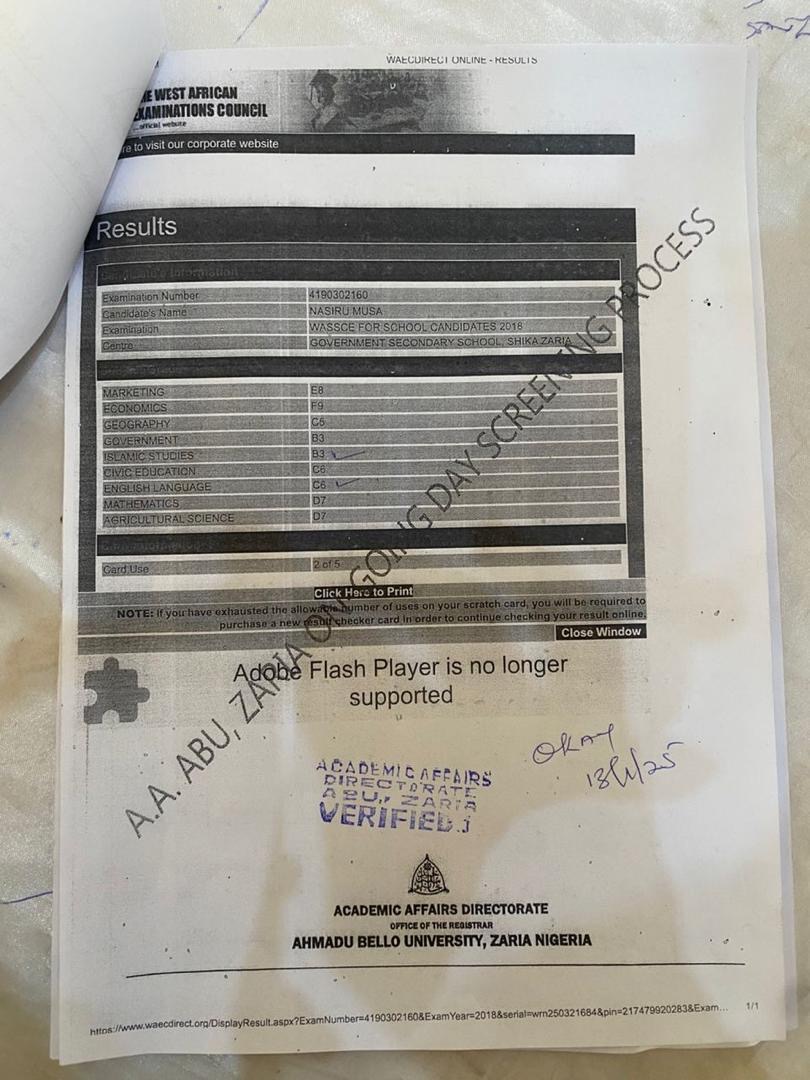 WAECDIRECT ONLINE - RESULTS
E WEST AFRICAN
XAMINATIONS COUNCIL
...official website
re to visit our corporate website
Results
Candidate's Information
Examination Number 4190302160
Candidate's Name NASIRU MUSA
Examination WASSCE FOR SCHOOL CANDIDATES 2018
Centre GOVERNMENT SECONDARY SCHOOL, SHIKA ZARIA
MARKETING E8
ECONOMICS F9
GEOGRAPHY
GOVERNMENT B3
ISLAMIC STUDIES B3
CIVIC EDUCATION C6
ENGLISH LANGUAGE C6
MATHEMATICS D7
AGRICULTURAL SCIENCE D7
Card Use 2 of 5
Click Here to Print
NOTE: If you have exhausted the allowable number of uses on your scratch card, you will be required to
purchase a new result checker card in order to continue checking your result online.
Close Window
Adobe Flash Player is no longer
supported
A.A. ABU, ZARIA GOING DAY SCREENING PROCESS
OKAY
ACADEMIC AFFAIRS
DIRECTORATE
ABU, ZARIA
VERIFIED
ACADEMIC AFFAIRS DIRECTORATE
OFFICE OF THE REGISTRAR
AHMADU BELLO UNIVERSITY, ZARIA NIGERIA
https://www.waecdirect.org/DisplayResult.aspx?ExamNumber=4190302160&ExamYear=2018&serial=wrn250321684&pin=217479920283&Exam... 1/1